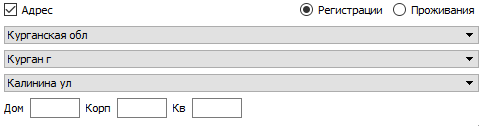 Адрес Регистрации Проживания
Курганская обл
Курган г
Калинина ул
Дом Корп Кв